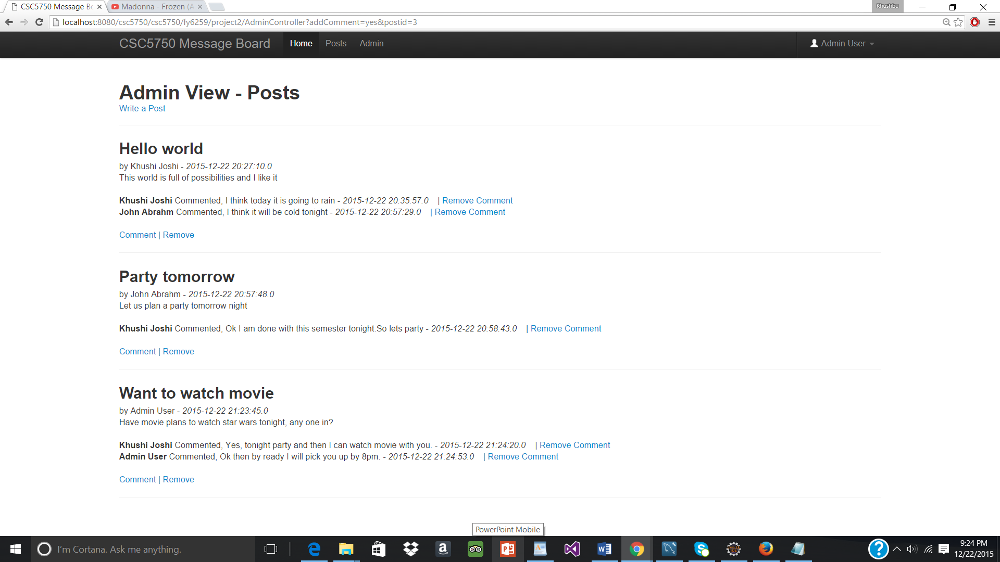 CSC5750 Message Bo
Madonna - Frozen (A
Khushbu
localhost:8080/csc5750/csc5750/fy6259/project2/AdminController?addComment=yes&postid=3
CSC5750 Message Board Home Posts Admin Admin User
Admin View - Posts
Write a Post
Hello world
by Khushi Joshi - 2015-12-22 20:27:10.0
This world is full of possibilities and I like it
Khushi Joshi Commented, I think today it is going to rain - 2015-12-22 20:35:57.0 | Remove Comment
John Abrahm Commented, I think it will be cold tonight - 2015-12-22 20:57:29.0 | Remove Comment
Comment | Remove
Party tomorrow
by John Abrahm - 2015-12-22 20:57:48.0
Let us plan a party tomorrow night
Khushi Joshi Commented, Ok I am done with this semester tonight.So lets party - 2015-12-22 20:58:43.0 | Remove Comment
Comment | Remove
Want to watch movie
by Admin User - 2015-12-22 21:23:45.0
Have movie plans to watch star wars tonight, any one in?
Khushi Joshi Commented, Yes, tonight party and then I can watch movie with you. - 2015-12-22 21:24:20.0 | Remove Comment
Admin User Commented, Ok then by ready I will pick you up by 8pm. - 2015-12-22 21:24:53.0 | Remove Comment
Comment | Remove
PowerPoint Mobile
I'm Cortana. Ask me anything.
9:24 PM
12/22/2015